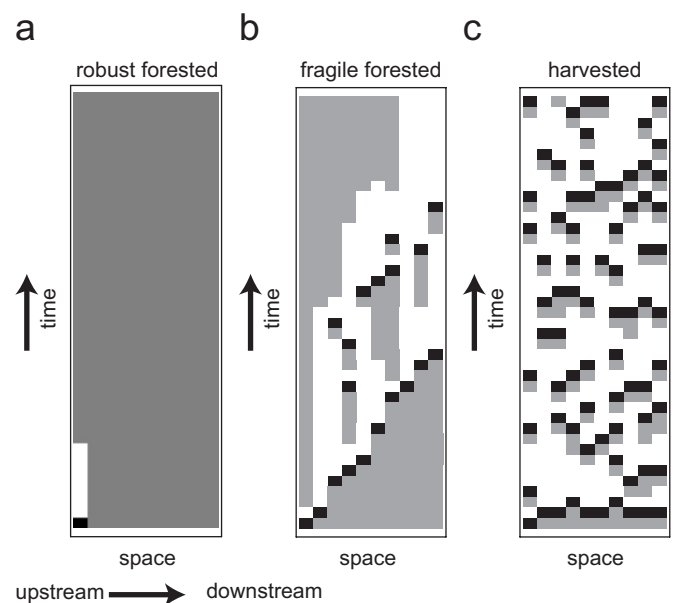 a
b
c
robust forested
fragile forested
harvested
time
time
time
space
space
space
upstream
downstream